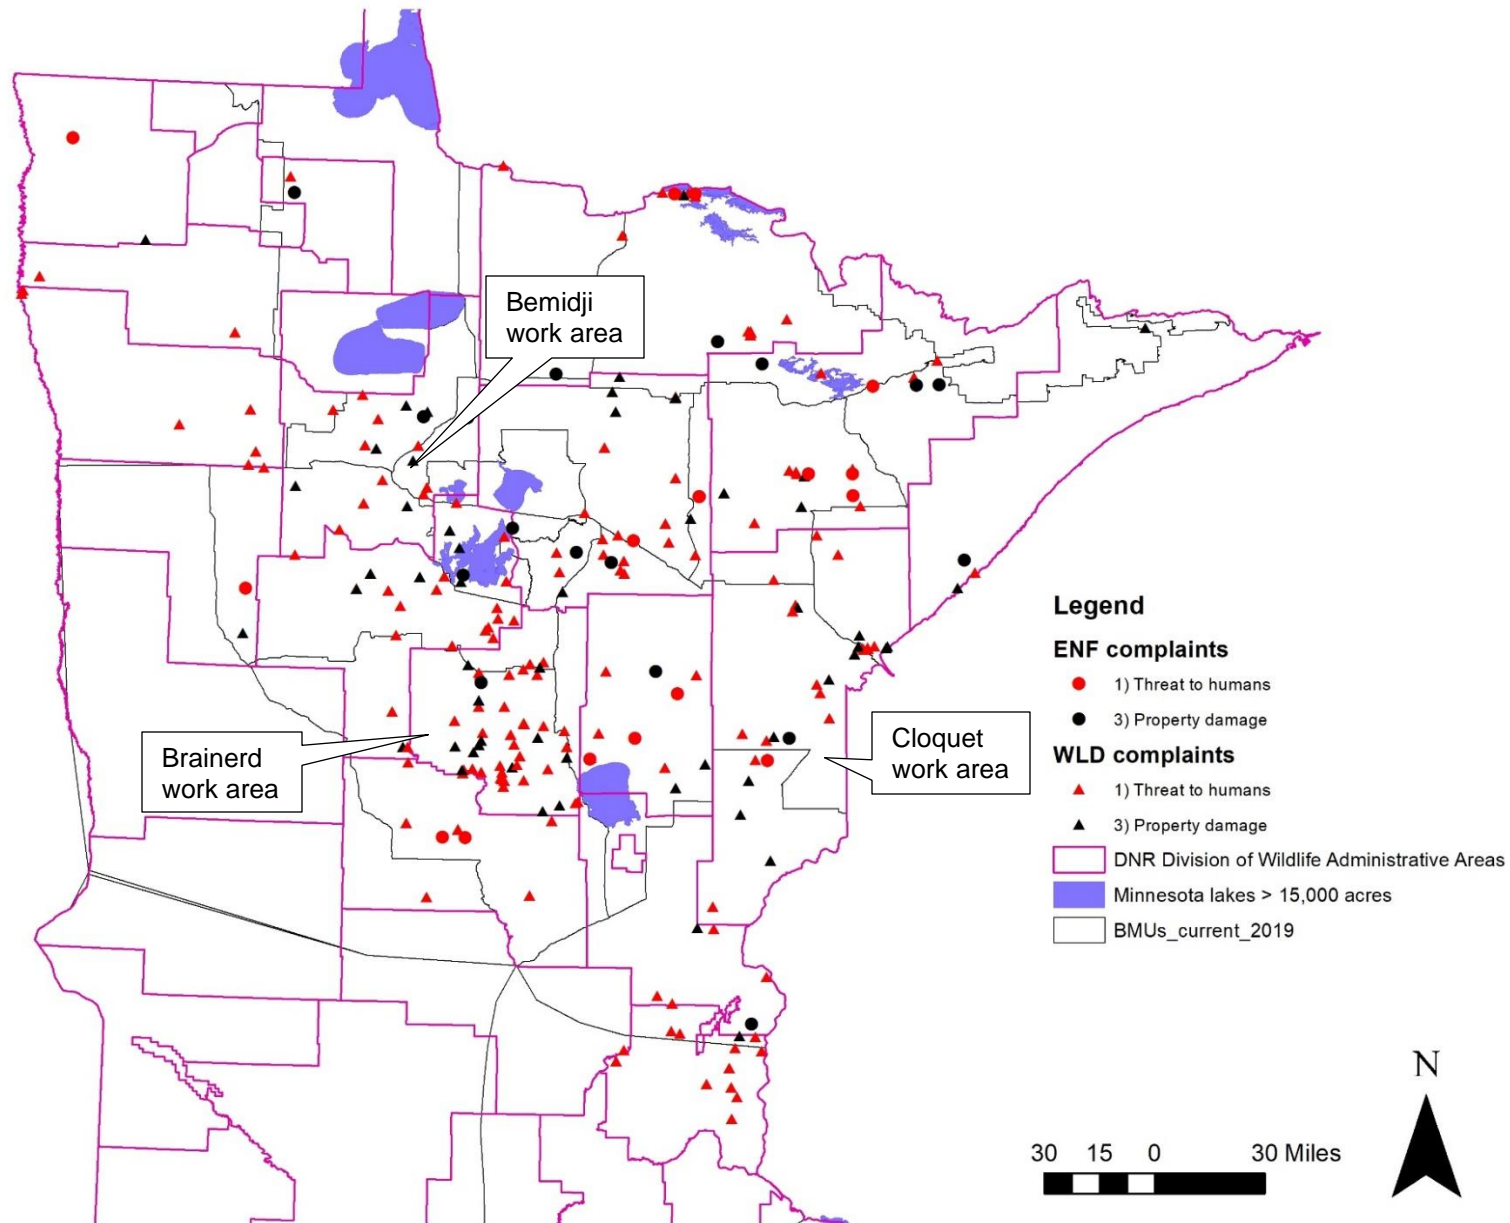 Bemidji
work area
Brainerd
work area
Cloquet
work area
Legend
ENF complaints
1) Threat to humans
3) Property damage
WLD complaints
1) Threat to humans
3) Property damage
DNR Division of Wildlife Administrative Areas
Minnesota lakes > 15,000 acres
BMUs_current_2019
N
30 15 0 30 Miles